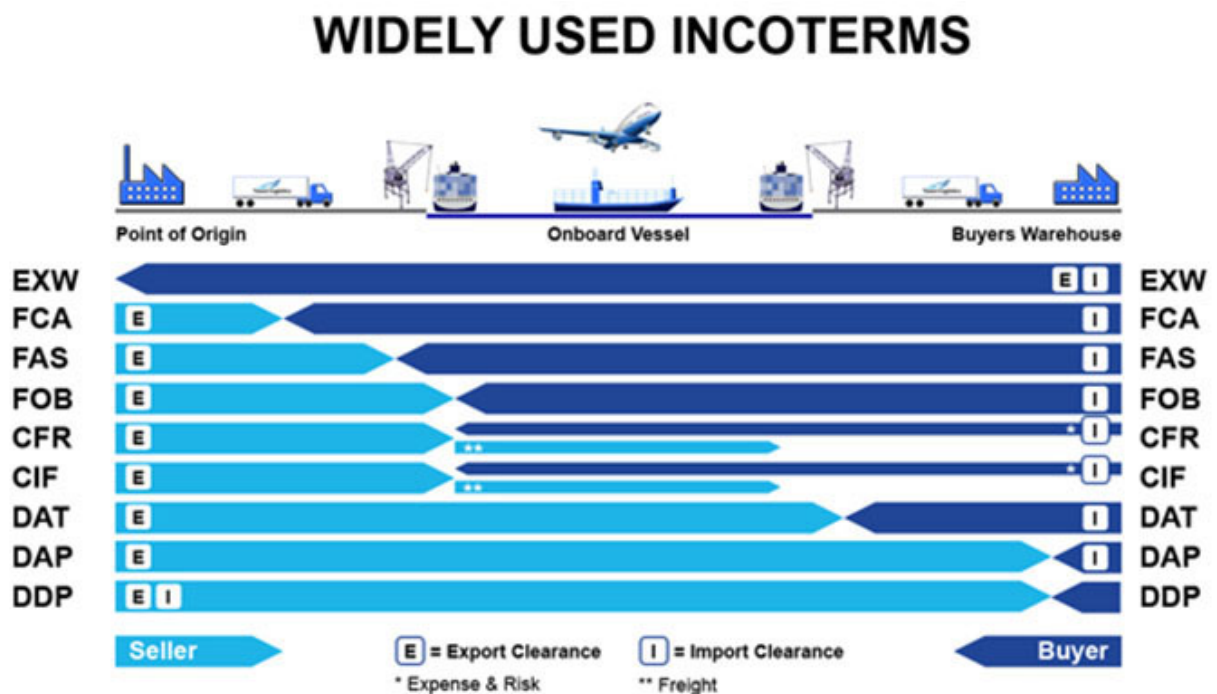 WIDELY USED INCOTERMS
Point of Origin Onboard Vessel Buyers Warehouse
EXW E I EXW
FCA E I FCA
FAS E I FAS
FOB E I FOB
CFR E ** * I CFR
CIF E ** * I CIF
DAT E I DAT
DAP E I DAP
DDP E I DDP
Seller E = Export Clearance I = Import Clearance Buyer
* Expense & Risk ** Freight